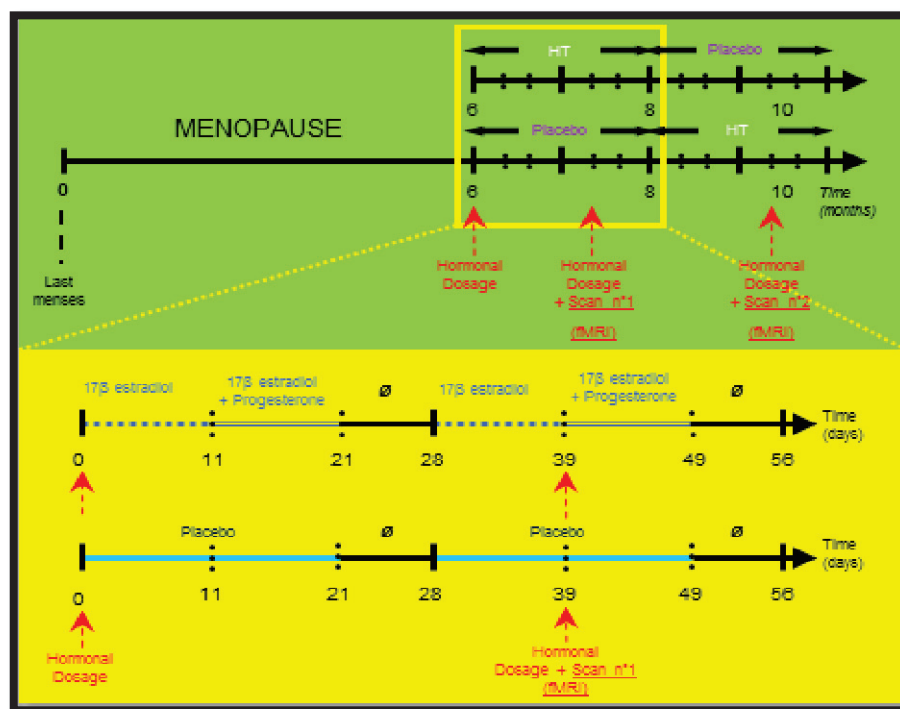 HT
Placebo
6 8 10
MENOPAUSE
Placebo
HT
0 6 8 10
Time
(months)
Last
menses
Hormonal
Dosage
Hormonal
Dosage
+ Scan n°1
(fMRI)
Hormonal
Dosage
+ Scan n°2
(fMRI)
17β estradiol
17β estradiol
+ Progesterone
ø
17β estradiol
17β estradiol
+ Progesterone
ø
Time
(days)
0 11 21 28 39 49 56
Placebo
ø
Placebo
ø
Time
(days)
0 11 21 28 39 49 56
Hormonal
Dosage
Hormonal
Dosage + Scan n°1
(fMRI)